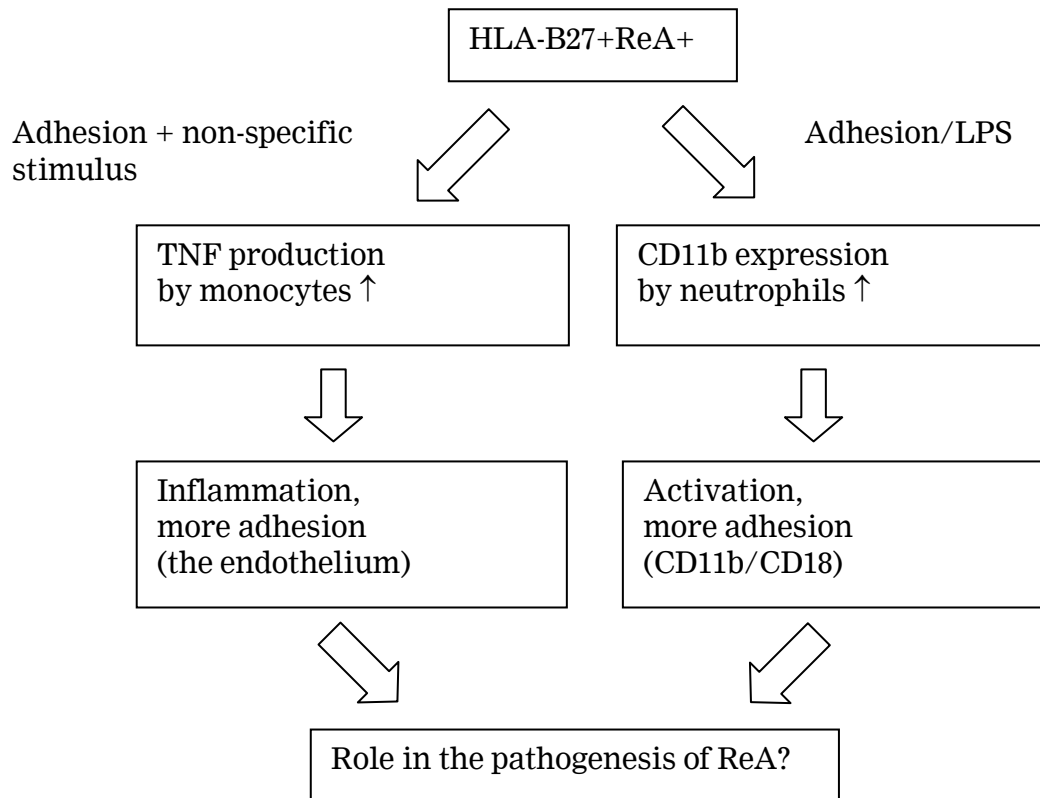 HLA-B27+ReA+
Adhesion + non-specific
stimulus
Adhesion/LPS
TNF production
by monocytes ↑
CD11b expression
by neutrophils ↑
Inflammation,
more adhesion
(the endothelium)
Activation,
more adhesion
(CD11b/CD18)
Role in the pathogenesis of ReA?